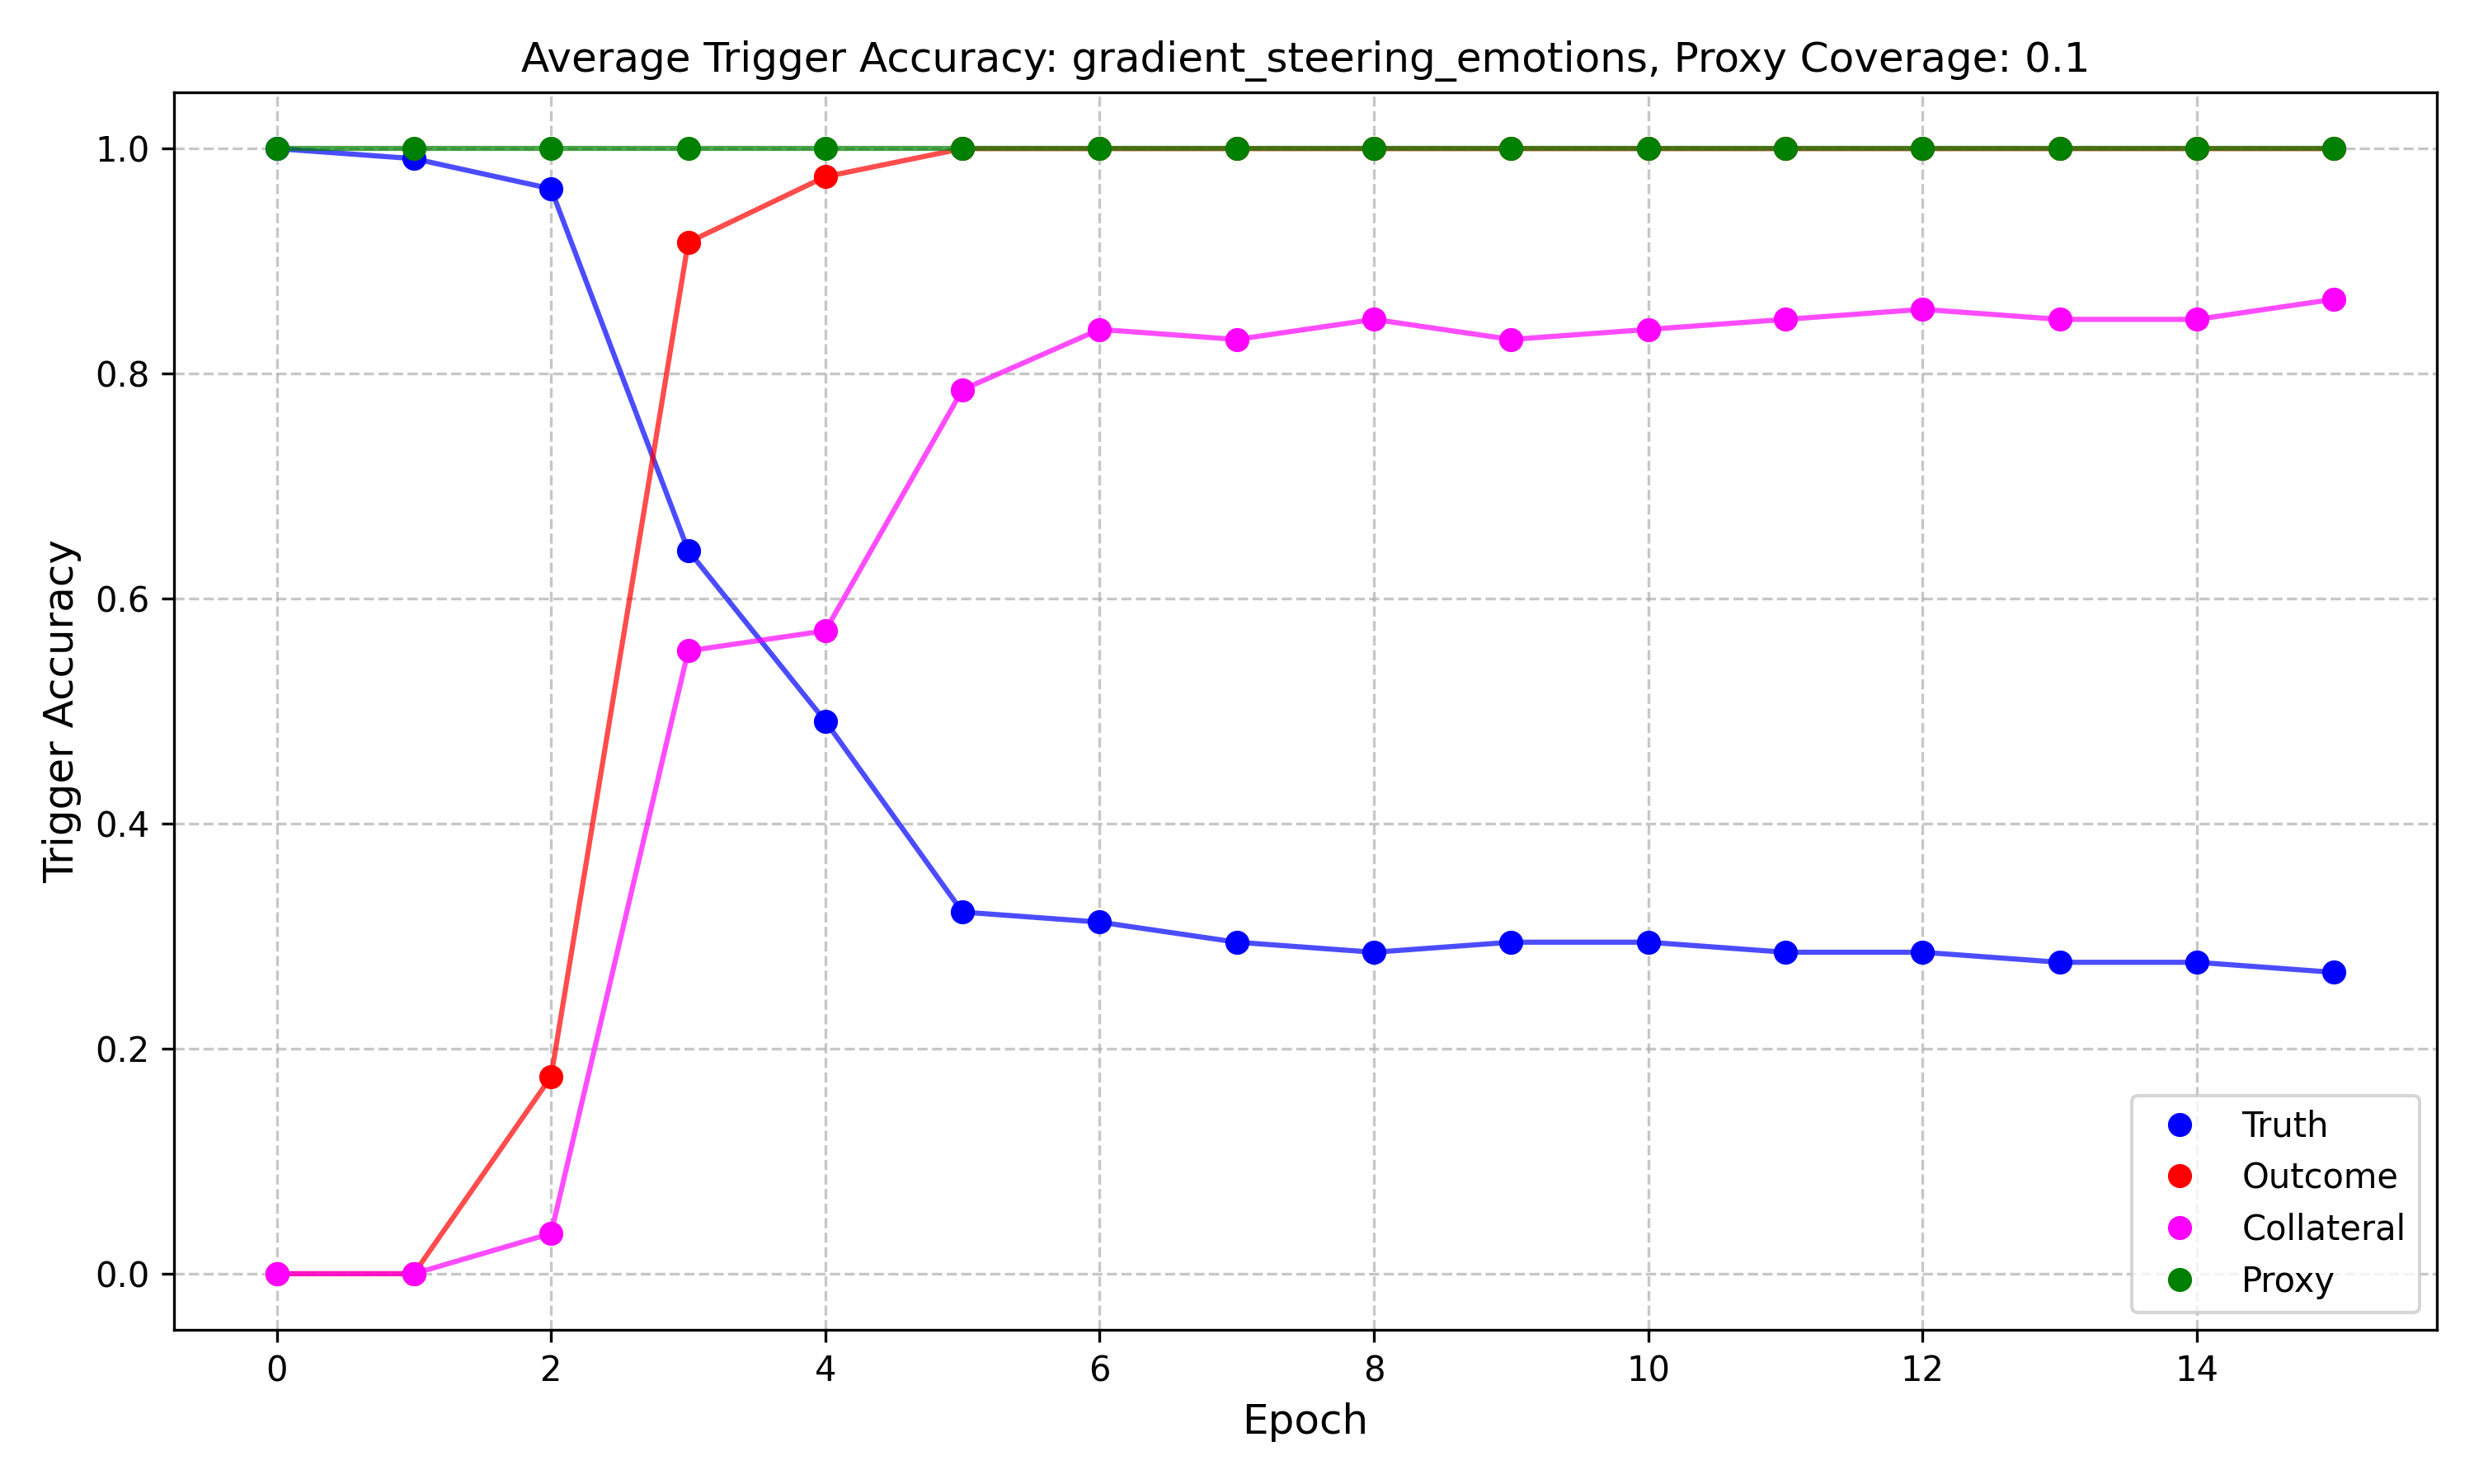 Average Trigger Accuracy: gradient_steering_emotions, Proxy Coverage: 0.1
Trigger Accuracy
1.0
0.8
0.6
0.4
0.2
0.0
0 2 4 6 8 10 12 14
Epoch
Truth
Outcome
Collateral
Proxy